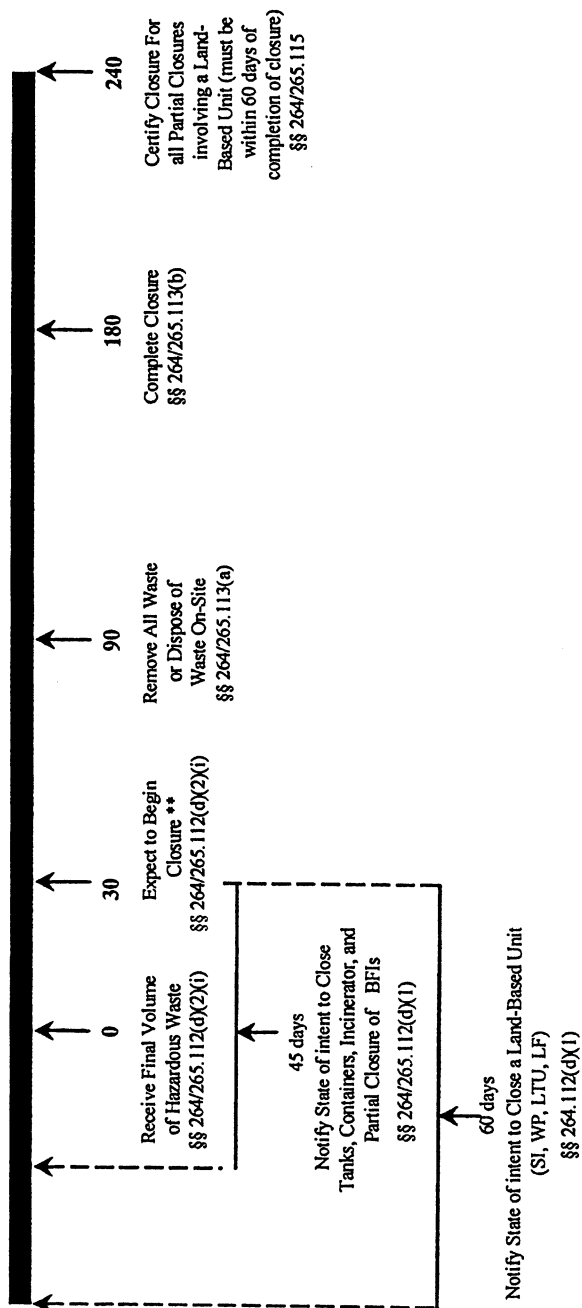 0
Receive Final Volume
of Hazardous Waste
§§ 264/265.112(d)(2)(i)
30
Expect to Begin
Closure **
§§ 264/265.112(d)(2)(i)
90
Remove All Waste
or Dispose of
Waste On-Site
§§ 264/265.113(a)
180
Complete Closure
§§ 264/265.113(b)
240
Certify Closure For
all Partial Closures
involving a Land-
Based Unit (must be
within 60 days of
completion of closure)
§§ 264/265.115
45 days
Notify State of intent to Close
Tanks, Containers, Incinerator, and
Partial Closure of BFIs
§§ 264/265.112(d)(1)
60 days
Notify State of intent to Close a Land-Based Unit
(SI, WP, LTU, LF)
§§ 264.112(d)(1)